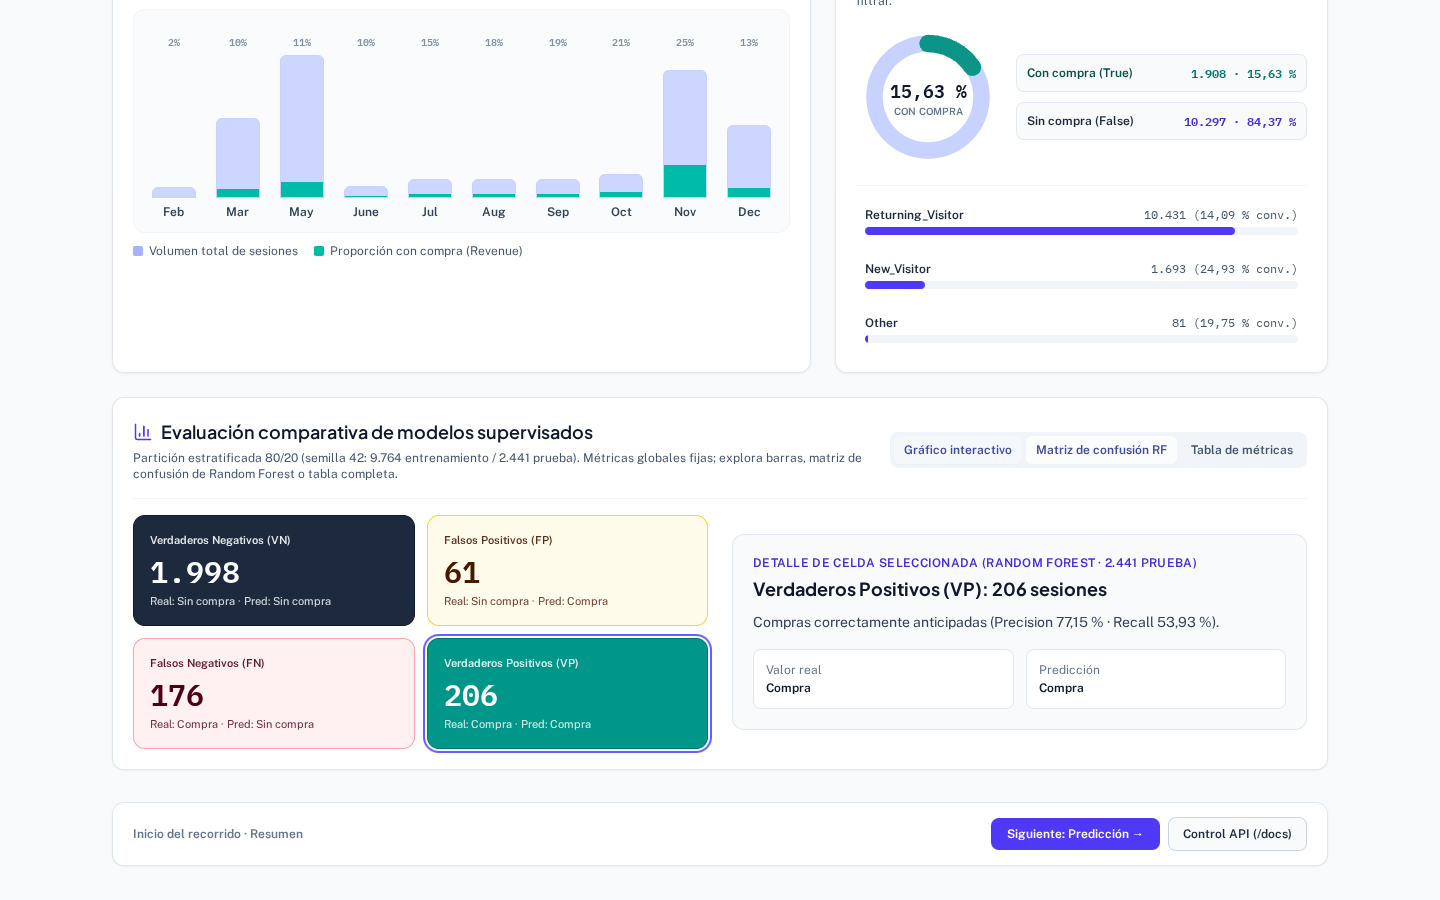 filtrar.
2%
10%
11%
10%
15%
18%
19%
21%
25%
13%
Feb
Mar
May
June
Jul
Aug
Sep
Oct
Nov
Dec
Volumen total de sesiones
Proporción con compra (Revenue)
15,63 %
CON COMPRA
Con compra (True)
1.908 · 15,63 %
Sin compra (False)
10.297 · 84,37 %
Returning_Visitor
10.431 (14,09 % conv.)
New_Visitor
1.693 (24,93 % conv.)
Other
81 (19,75 % conv.)
Evaluación comparativa de modelos supervisados
Partición estratificada 80/20 (semilla 42: 9.764 entrenamiento / 2.441 prueba). Métricas globales fijas; explora barras, matriz de
confusión de Random Forest o tabla completa.
Gráfico interactivo
Matriz de confusión RF
Tabla de métricas
Verdaderos Negativos (VN)
1.998
Real: Sin compra · Pred: Sin compra
Falsos Positivos (FP)
61
Real: Sin compra · Pred: Compra
Falsos Negativos (FN)
176
Real: Compra · Pred: Sin compra
Verdaderos Positivos (VP)
206
Real: Compra · Pred: Compra
DETALLE DE CELDA SELECCIONADA (RANDOM FOREST · 2.441 PRUEBA)
Verdaderos Positivos (VP): 206 sesiones
Compras correctamente anticipadas (Precision 77,15 % · Recall 53,93 %).
Valor real
Compra
Predicción
Compra
Inicio del recorrido · Resumen
Siguiente: Predicción →
Control API (/docs)